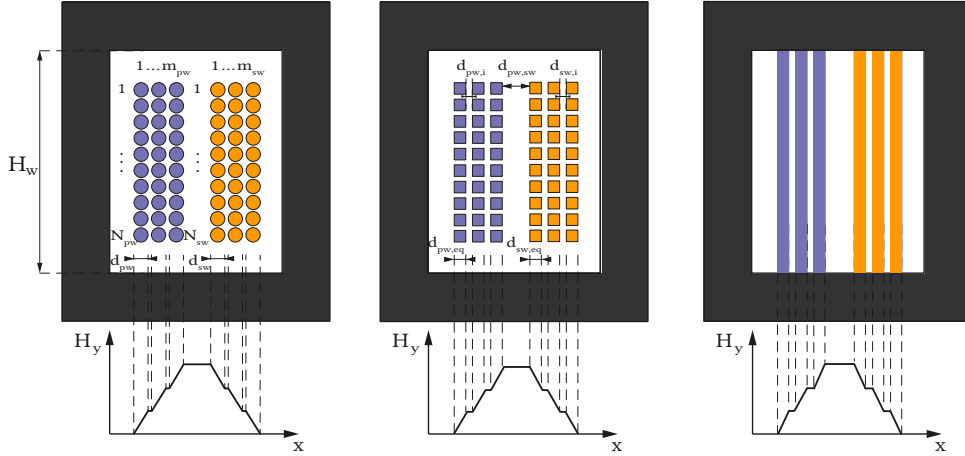 1...m_pw 1...m_sw
1 1
H_w
⋮ ⋮
N_pw N_sw
d_pw d_sw
H_y
x
d_pw,i d_pw,sw d_sw,i
d_pw,eq d_sw,eq
H_y
x
H_y
x